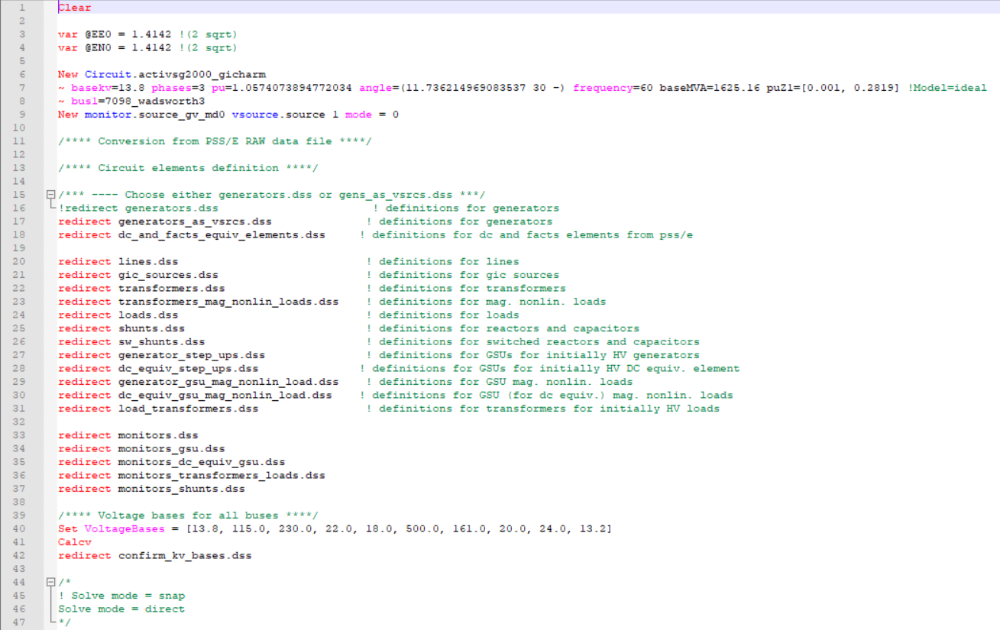 1 Clear
2
3 var @EE0 = 1.4142 !(2 sqrt)
4 var @EN0 = 1.4142 !(2 sqrt)
5
6 New Circuit.activsg2000_gicharm
7 ~ basekv=13.8 phases=3 pu=1.0574073894772034 angle=(11.736214969083537 30 -) frequency=60 baseMVA=1625.16 puZ1=[0.001, 0.2819] !Model=ideal
8 ~ bus1=7098_wadsworth3
9 New monitor.source_gv_md0 vsource.source 1 mode = 0
10
11 /**** Conversion from PSS/E RAW data file ****/
12
13 /**** Circuit elements definition ****/
14
15 /*** ---- Choose either generators.dss or gens_as_vsrcs.dss ***/
16 !redirect generators.dss ! definitions for generators
17 redirect generators_as_vsrcs.dss ! definitions for generators
18 redirect dc_and_facts_equiv_elements.dss ! definitions for dc and facts elements from pss/e
19
20 redirect lines.dss ! definitions for lines
21 redirect gic_sources.dss ! definitions for gic sources
22 redirect transformers.dss ! definitions for transformers
23 redirect transformers_mag_nonlin_loads.dss ! definitions for mag. nonlin. loads
24 redirect loads.dss ! definitions for loads
25 redirect shunts.dss ! definitions for reactors and capacitors
26 redirect sw_shunts.dss ! definitions for switched reactors and capacitors
27 redirect generator_step_ups.dss ! definitions for GSUs for initially HV generators
28 redirect dc_equiv_step_ups.dss ! definitions for GSUs for initially HV DC equiv. element
29 redirect generator_gsu_mag_nonlin_load.dss ! definitions for GSU mag. nonlin. loads
30 redirect dc_equiv_gsu_mag_nonlin_load.dss ! definitions for GSU (for dc equiv.) mag. nonlin. loads
31 redirect load_transformers.dss ! definitions for transformers for initially HV loads
32
33 redirect monitors.dss
34 redirect monitors_gsu.dss
35 redirect monitors_dc_equiv_gsu.dss
36 redirect monitors_transformers_loads.dss
37 redirect monitors_shunts.dss
38
39 /**** Voltage bases for all buses ****/
40 Set VoltageBases = [13.8, 115.0, 230.0, 22.0, 18.0, 500.0, 161.0, 20.0, 24.0, 13.2]
41 Calcv
42 redirect confirm_kv_bases.dss
43
44 /*
45 ! Solve mode = snap
46 Solve mode = direct
47 */